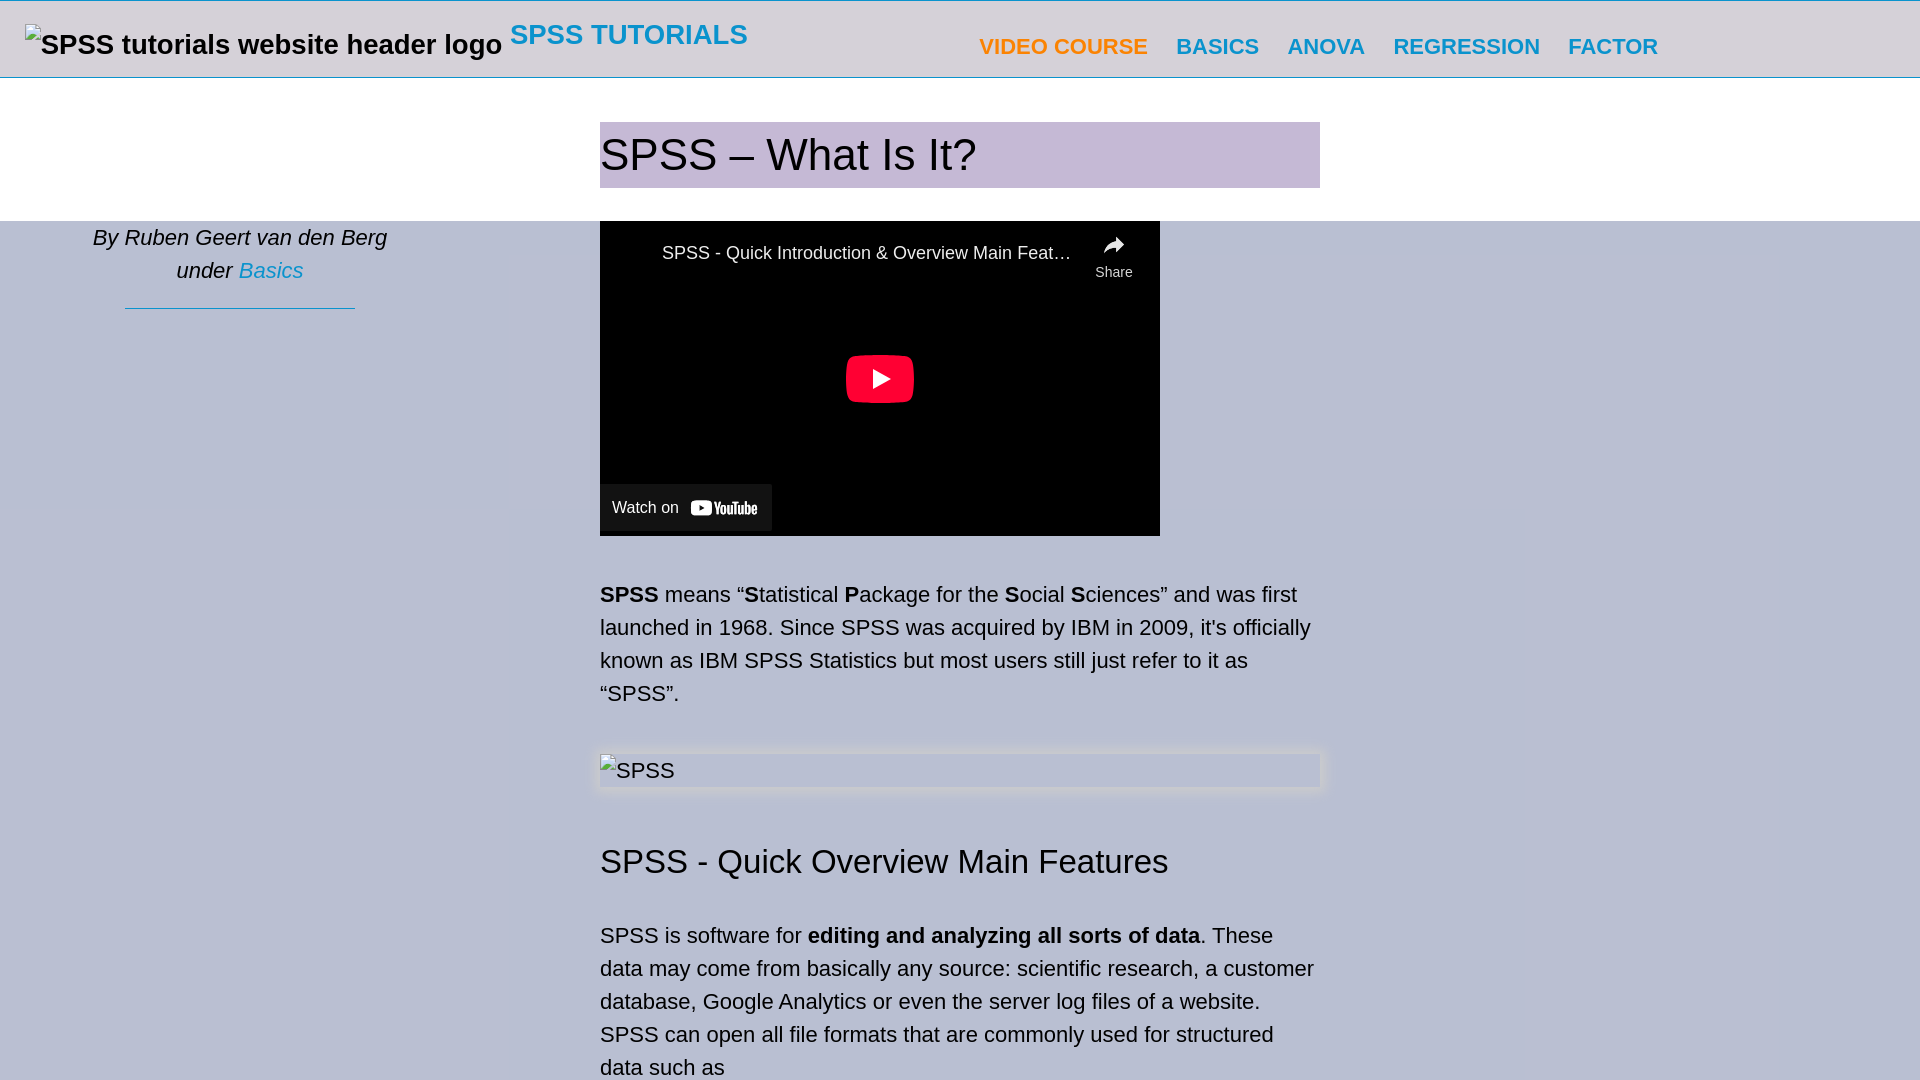 SPSS tutorials website header logo SPSS TUTORIALS
VIDEO COURSE BASICS ANOVA REGRESSION FACTOR
SPSS – What Is It?
By Ruben Geert van den Berg
under Basics
SPSS - Quick Introduction & Overview Main Feat…
Share
Watch on YouTube
SPSS means “Statistical Package for the Social Sciences” and was first
launched in 1968. Since SPSS was acquired by IBM in 2009, it's officially
known as IBM SPSS Statistics but most users still just refer to it as
“SPSS”.
SPSS
SPSS - Quick Overview Main Features
SPSS is software for editing and analyzing all sorts of data. These
data may come from basically any source: scientific research, a customer
database, Google Analytics or even the server log files of a website.
SPSS can open all file formats that are commonly used for structured
data such as